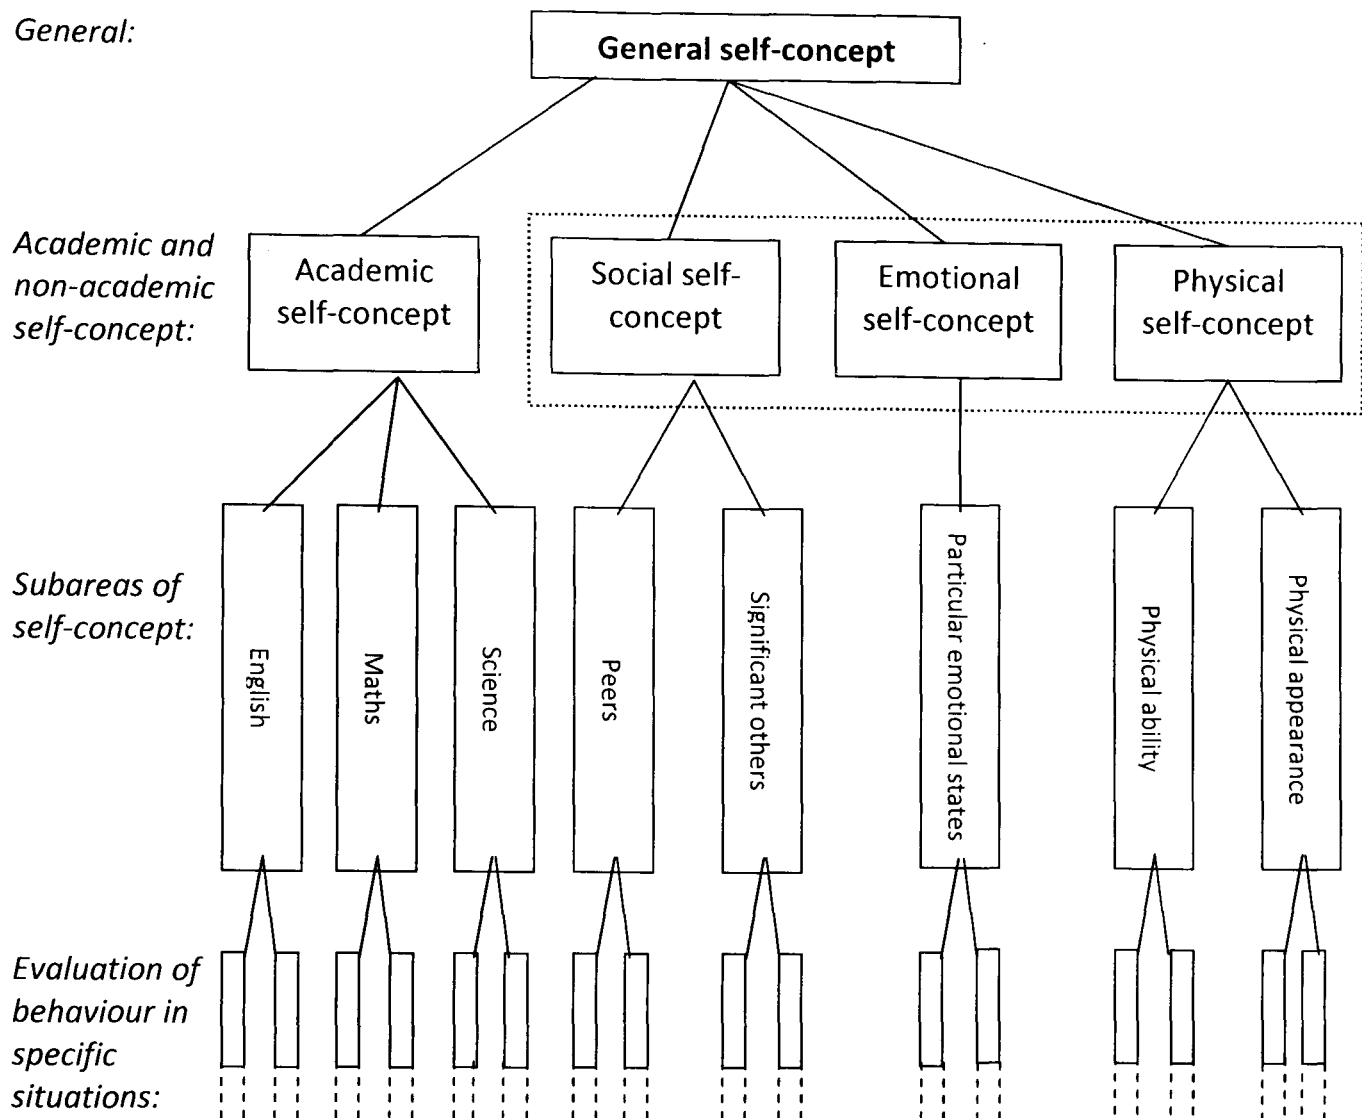 General:
General self-concept
Academic and
non-academic
self-concept:
Academic
self-concept
Social self-
concept
Emotional
self-concept
Physical
self-concept
Subareas of
self-concept:
English
Maths
Science
Peers
Significant others
Particular emotional states
Physical ability
Physical appearance
Evaluation of
behaviour in
specific
situations: